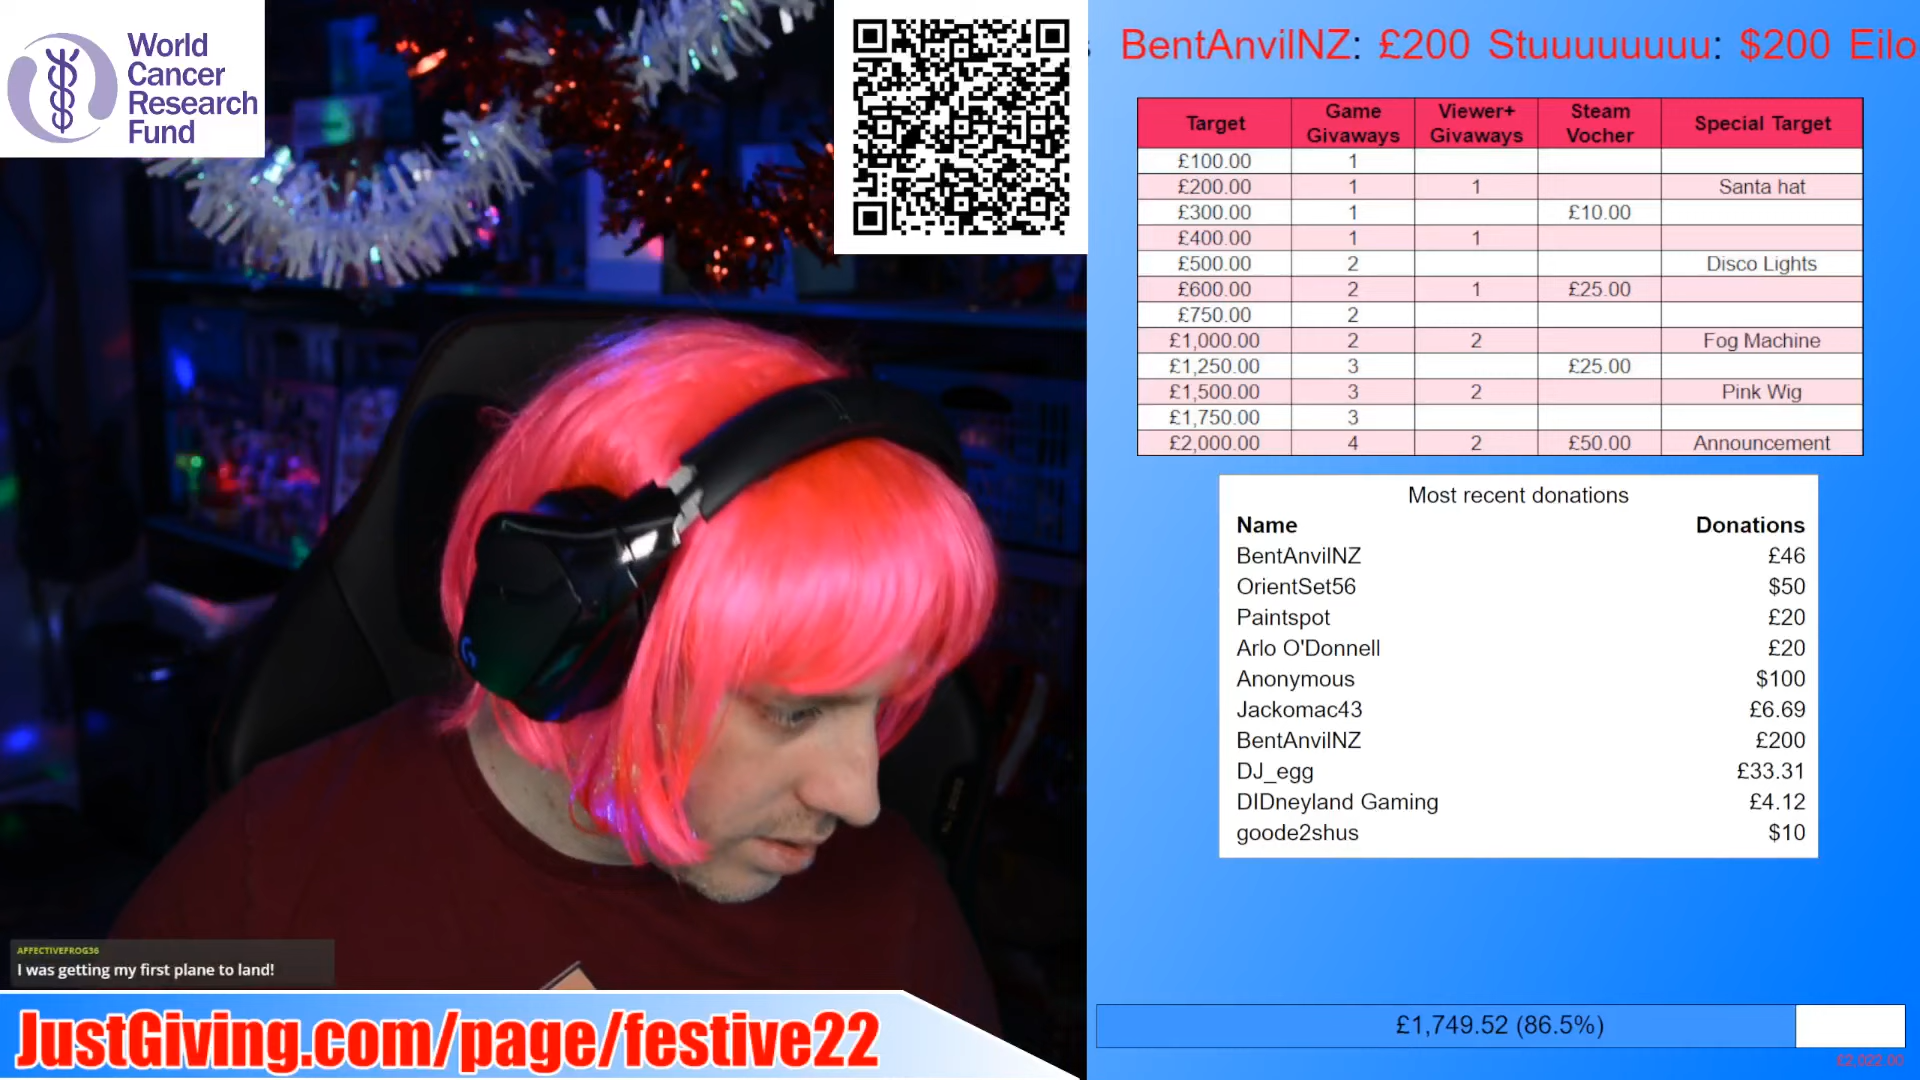 World
Cancer
Research
Fund
BentAnvilNZ: £200 Stuuuuuuuu: $200 Eilo
Target Game Givaways Viewer+ Givaways Steam Vocher Special Target
£100.00 1
£200.00 1 1 Santa hat
£300.00 1 £10.00
£400.00 1 1
£500.00 2 Disco Lights
£600.00 2 1 £25.00
£750.00 2
£1,000.00 2 2 Fog Machine
£1,250.00 3 £25.00
£1,500.00 3 2 Pink Wig
£1,750.00 3
£2,000.00 4 2 £50.00 Announcement
Most recent donations
Name Donations
BentAnvilNZ £46
OrientSet56 $50
Paintspot £20
Arlo O'Donnell £20
Anonymous $100
Jackomac43 £6.69
BentAnvilNZ £200
DJ_egg £33.31
DIDneyland Gaming £4.12
goode2shus $10
AFFECTIVEFROG36
I was getting my first plane to land!
JustGiving.com/page/festive22
£1,749.52 (86.5%)
£2,022.00